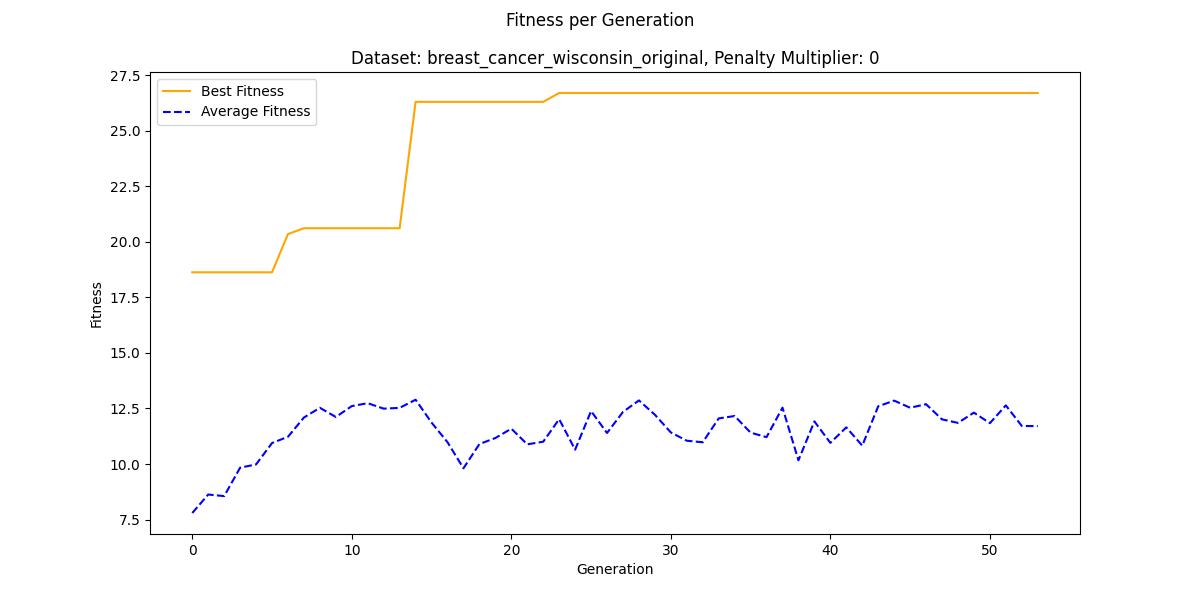 Fitness per Generation
Dataset: breast_cancer_wisconsin_original, Penalty Multiplier: 0
27.5
25.0
22.5
20.0
17.5
15.0
12.5
10.0
7.5
Fitness
Best Fitness
Average Fitness
0 10 20 30 40 50
Generation